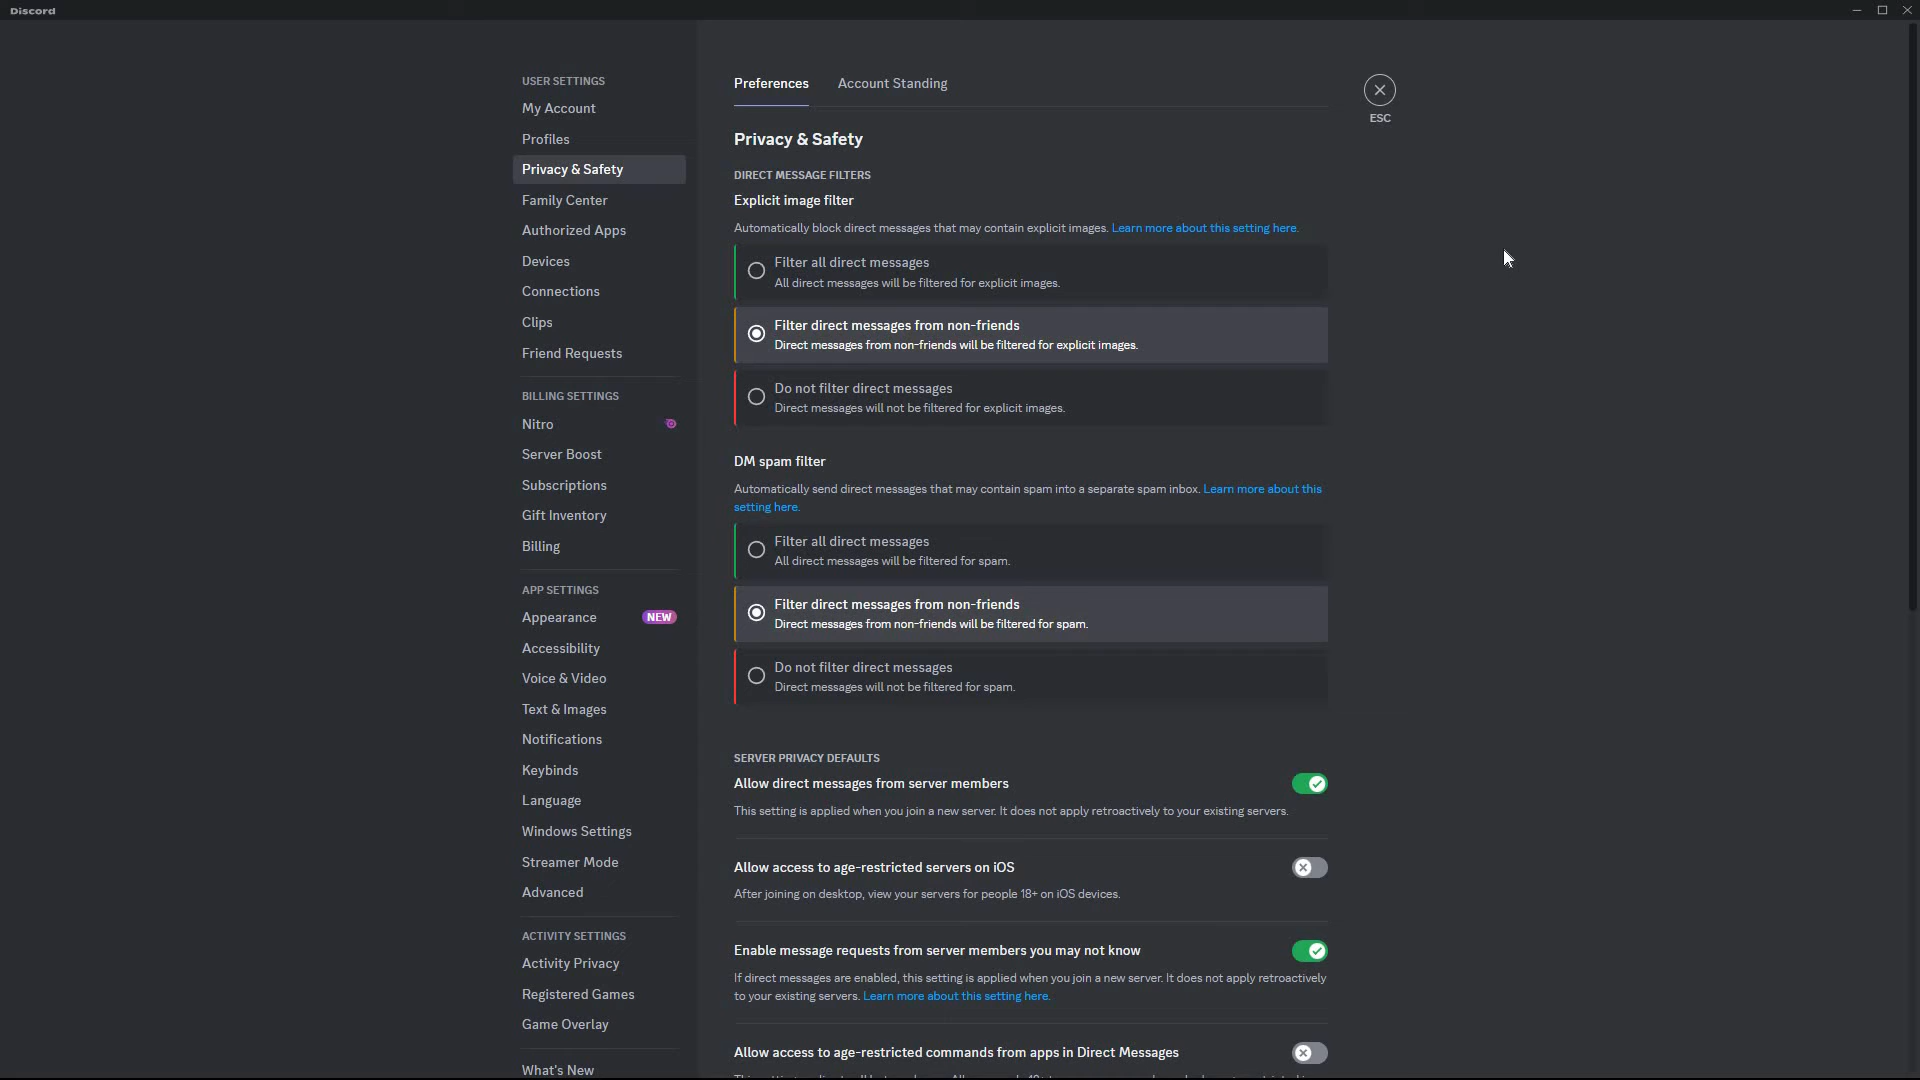 Discord
USER SETTINGS
My Account
Profiles
Privacy & Safety
Family Center
Authorized Apps
Devices
Connections
Clips
Friend Requests
BILLING SETTINGS
Nitro
Server Boost
Subscriptions
Gift Inventory
Billing
APP SETTINGS
Appearance NEW
Accessibility
Voice & Video
Text & Images
Notifications
Keybinds
Language
Windows Settings
Streamer Mode
Advanced
ACTIVITY SETTINGS
Activity Privacy
Registered Games
Game Overlay
What's New
Preferences Account Standing
ESC
Privacy & Safety
DIRECT MESSAGE FILTERS
Explicit image filter
Automatically block direct messages that may contain explicit images. Learn more about this setting here.
Filter all direct messages
All direct messages will be filtered for explicit images.
Filter direct messages from non-friends
Direct messages from non-friends will be filtered for explicit images.
Do not filter direct messages
Direct messages will not be filtered for explicit images.
DM spam filter
Automatically send direct messages that may contain spam into a separate spam inbox. Learn more about this
setting here.
Filter all direct messages
All direct messages will be filtered for spam.
Filter direct messages from non-friends
Direct messages from non-friends will be filtered for spam.
Do not filter direct messages
Direct messages will not be filtered for spam.
SERVER PRIVACY DEFAULTS
Allow direct messages from server members
This setting is applied when you join a new server. It does not apply retroactively to your existing servers.
Allow access to age-restricted servers on iOS
After joining on desktop, view your servers for people 18+ on iOS devices.
Enable message requests from server members you may not know
If direct messages are enabled, this setting is applied when you join a new server. It does not apply retroactively
to your existing servers. Learn more about this setting here.
Allow access to age-restricted commands from apps in Direct Messages